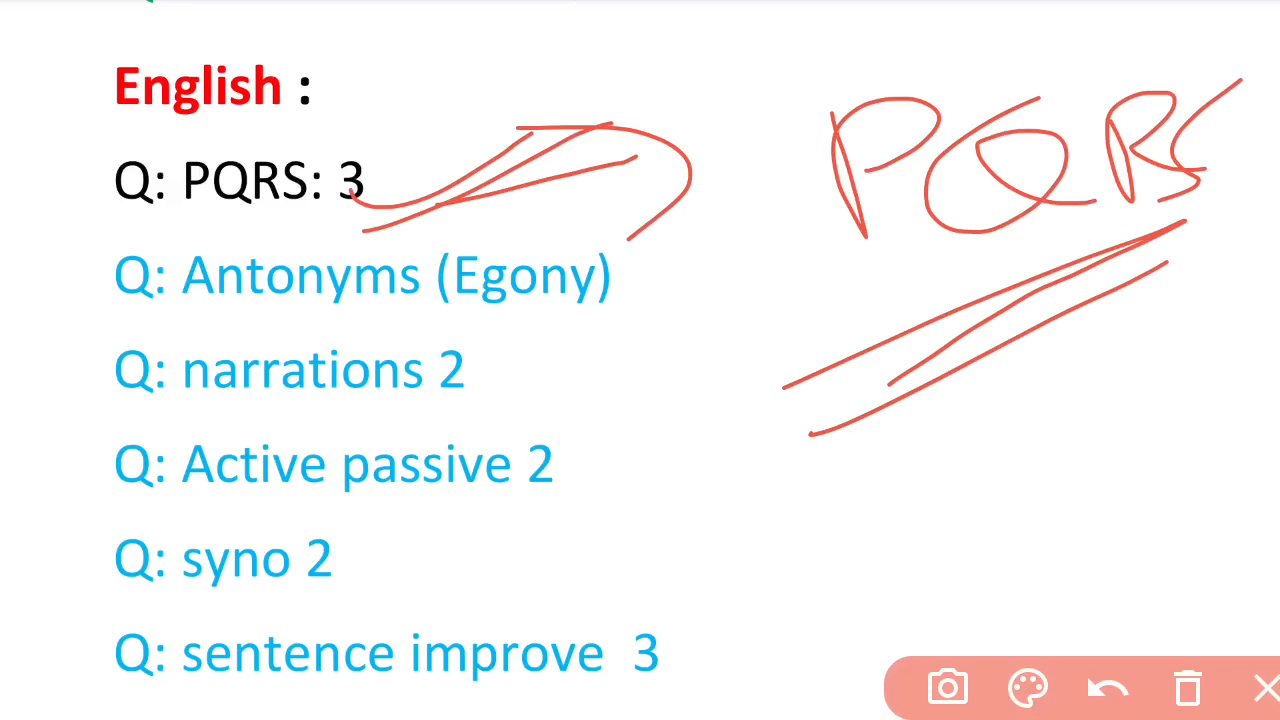 English :
Q: PQRS: 3
PQRS
Q: Antonyms (Egony)
Q: narrations 2
Q: Active passive 2
Q: syno 2
Q: sentence improve 3